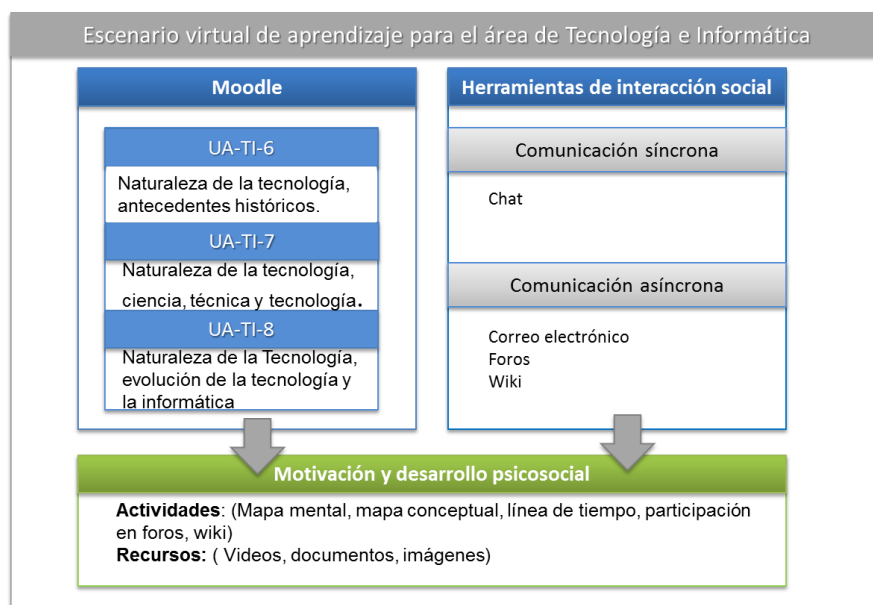 Escenario virtual de aprendizaje para el área de Tecnología e Informática
Moodle
UA-TI-6
Naturaleza de la tecnología,
antecedentes históricos.
UA-TI-7
Naturaleza de la tecnología,
ciencia, técnica y tecnología.
UA-TI-8
Naturaleza de la Tecnología,
evolución de la tecnología y
la informática
Herramientas de interacción social
Comunicación síncrona
Chat
Comunicación asíncrona
Correo electrónico
Foros
Wiki
Motivación y desarrollo psicosocial
Actividades: (Mapa mental, mapa conceptual, línea de tiempo, participación
en foros, wiki)
Recursos: ( Videos, documentos, imágenes)